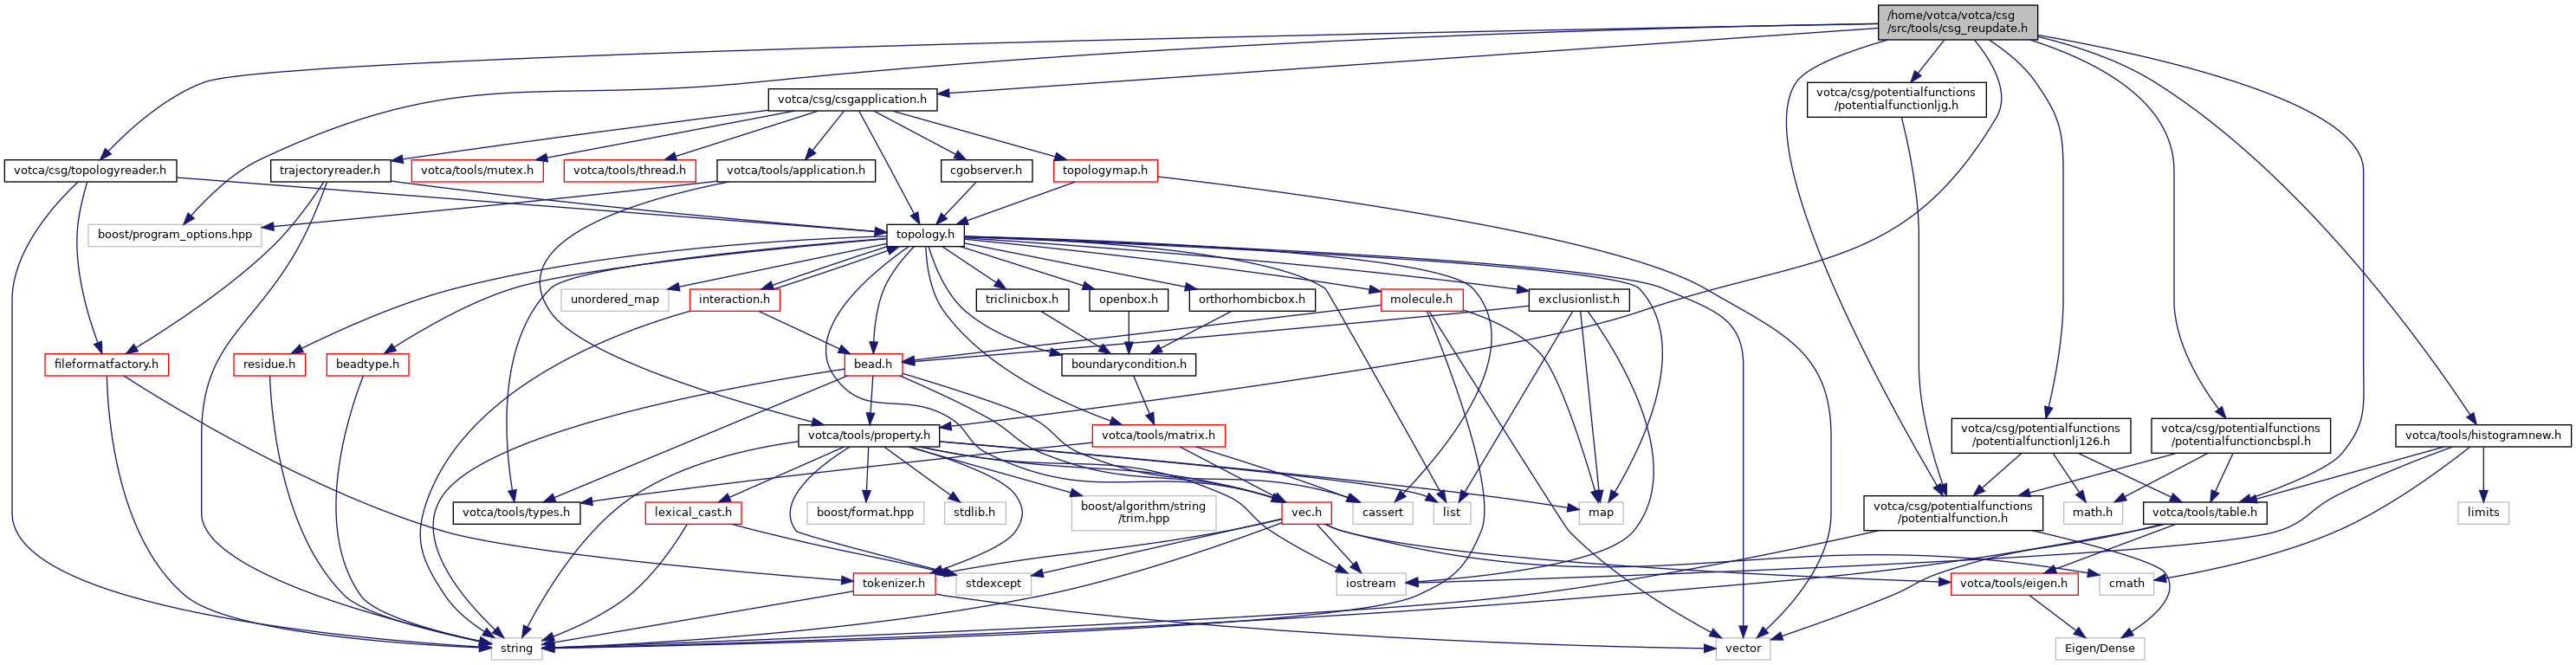 /home/votca/votca/csg
/src/tools/csg_reupdate.h
votca/csg/csgapplication.h
votca/csg/potentialfunctions
/potentialfunctionljg.h
votca/csg/topologyreader.h
trajectoryreader.h
votca/tools/mutex.h
votca/tools/thread.h
votca/tools/application.h
cgobserver.h
topologymap.h
boost/program_options.hpp
topology.h
unordered_map
interaction.h
triclinicbox.h
openbox.h
orthorhombicbox.h
molecule.h
exclusionlist.h
fileformatfactory.h
residue.h
beadtype.h
bead.h
boundarycondition.h
votca/tools/property.h
votca/tools/matrix.h
votca/csg/potentialfunctions
/potentialfunctionlj126.h
votca/csg/potentialfunctions
/potentialfunctioncbspl.h
votca/tools/histogramnew.h
votca/tools/types.h
lexical_cast.h
boost/format.hpp
stdlib.h
boost/algorithm/string
/trim.hpp
vec.h
cassert
list
map
votca/csg/potentialfunctions
/potentialfunction.h
math.h
votca/tools/table.h
limits
tokenizer.h
stdexcept
iostream
votca/tools/eigen.h
cmath
string
vector
Eigen/Dense